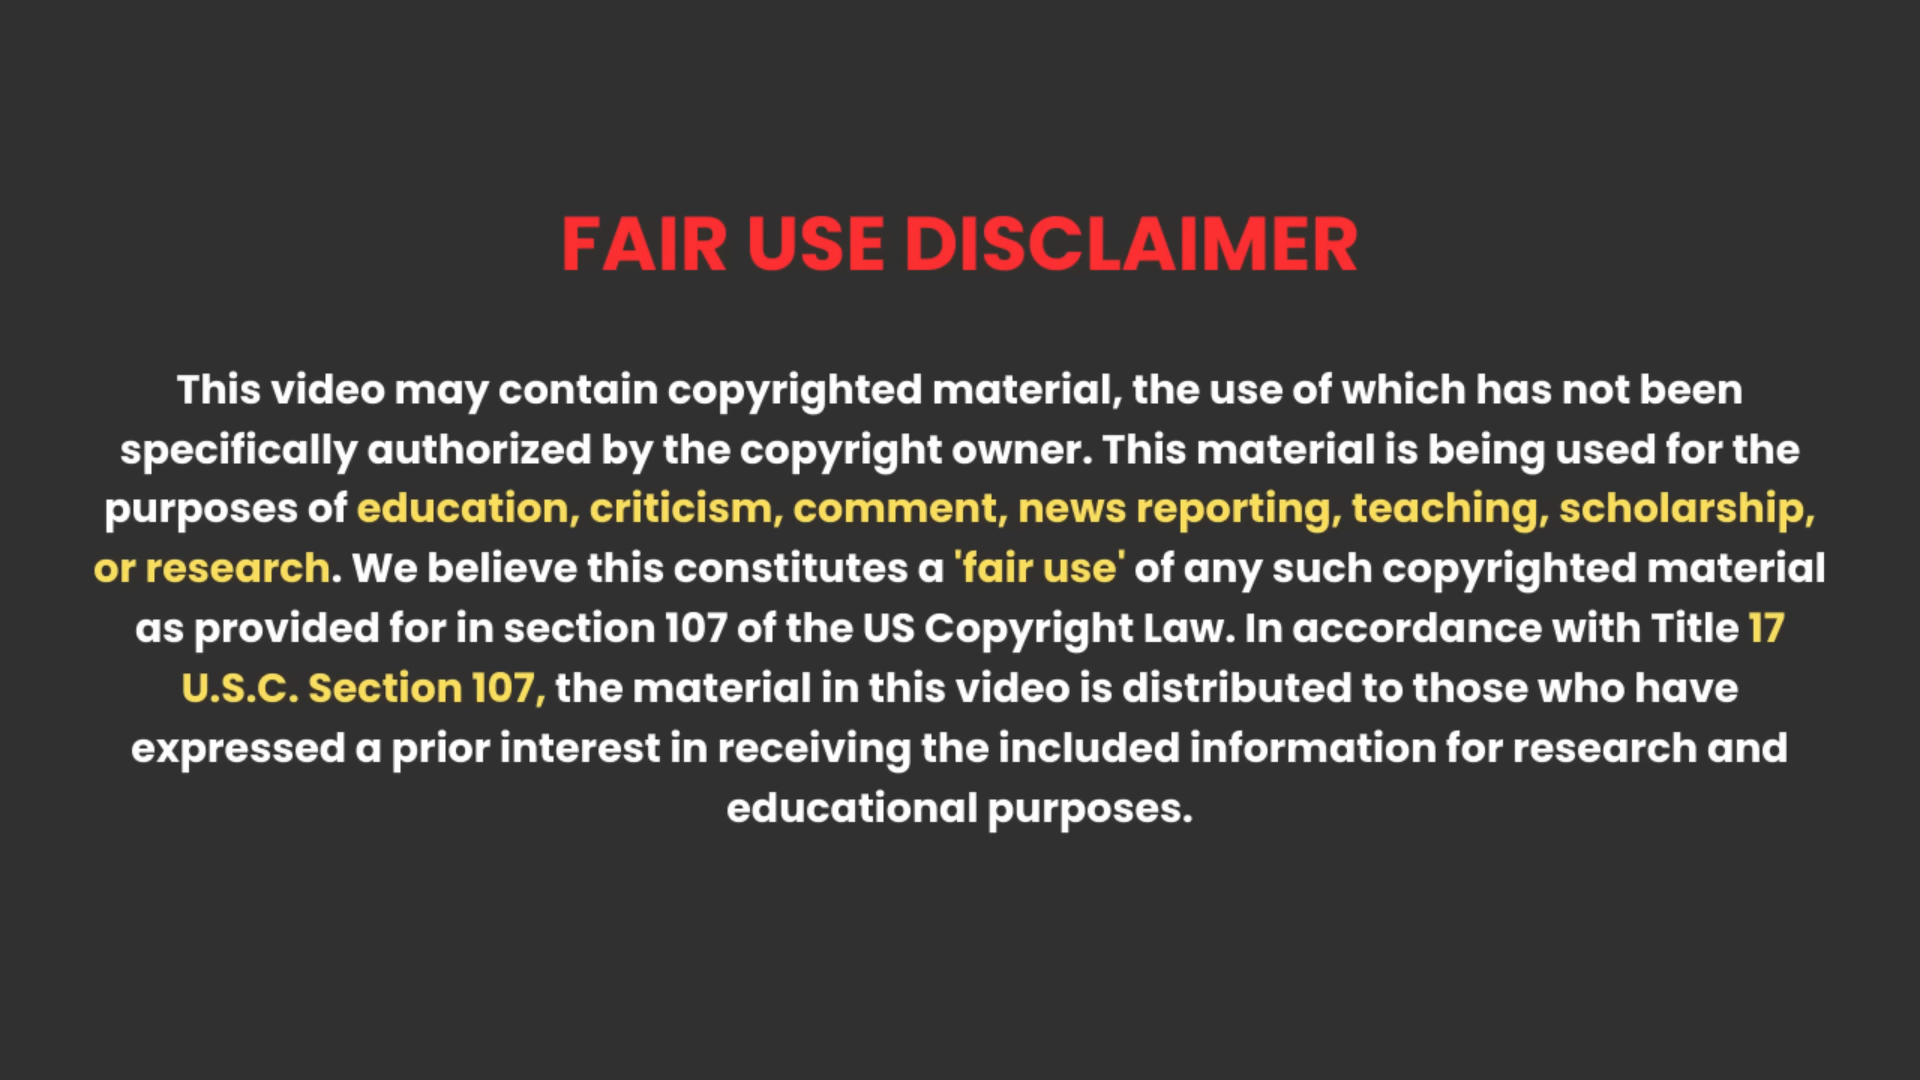 FAIR USE DISCLAIMER
This video may contain copyrighted material, the use of which has not been
specifically authorized by the copyright owner. This material is being used for the
purposes of education, criticism, comment, news reporting, teaching, scholarship,
or research. We believe this constitutes a 'fair use' of any such copyrighted material
as provided for in section 107 of the US Copyright Law. In accordance with Title 17
U.S.C. Section 107, the material in this video is distributed to those who have
expressed a prior interest in receiving the included information for research and
educational purposes.